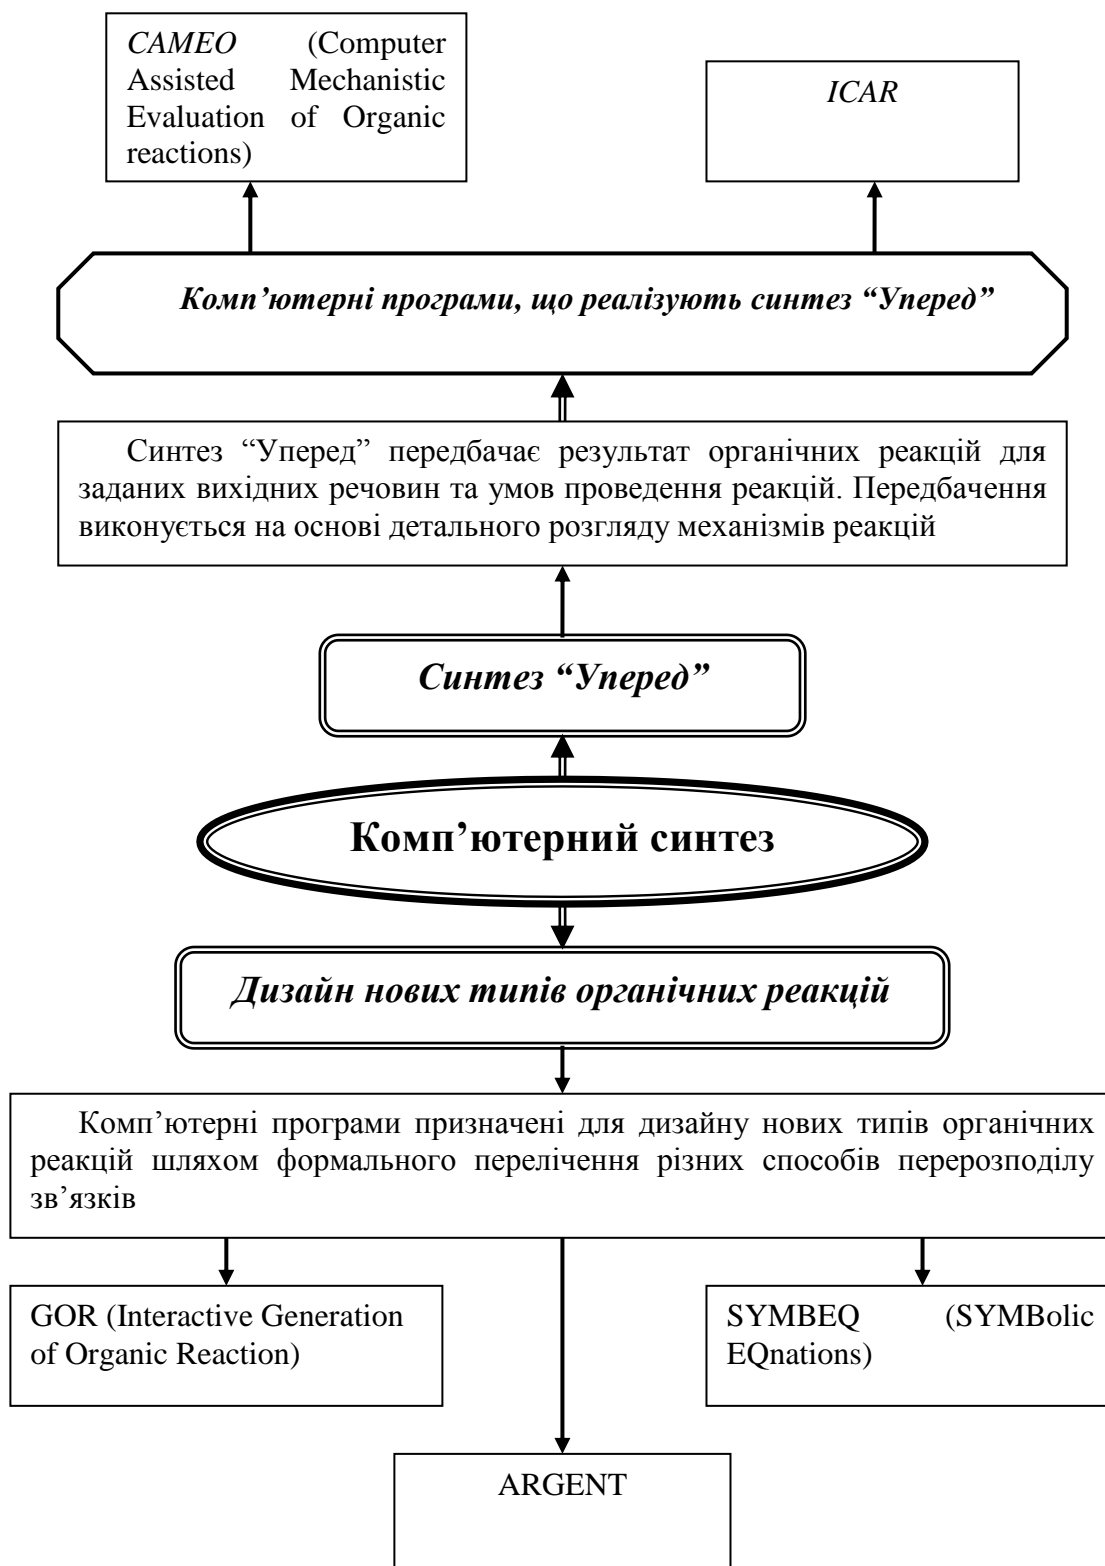 CAMEO (Computer
Assisted Mechanistic
Evaluation of Organic
reactions)
ICAR
Комп’ютерні програми, що реалізують синтез “Уперед”
Синтез “Уперед” передбачає результат органічних реакцій для
заданих вихідних речовин та умов проведення реакцій. Передбачення
виконується на основі детального розгляду механізмів реакцій
Синтез “Уперед”
Комп’ютерний синтез
Дизайн нових типів органічних реакцій
Комп’ютерні програми призначені для дизайну нових типів органічних
реакцій шляхом формального перелічення різних способів перерозподілу
зв’язків
GOR (Interactive Generation
of Organic Reaction)
SYMBEQ (SYMBolic
EQnations)
ARGENT